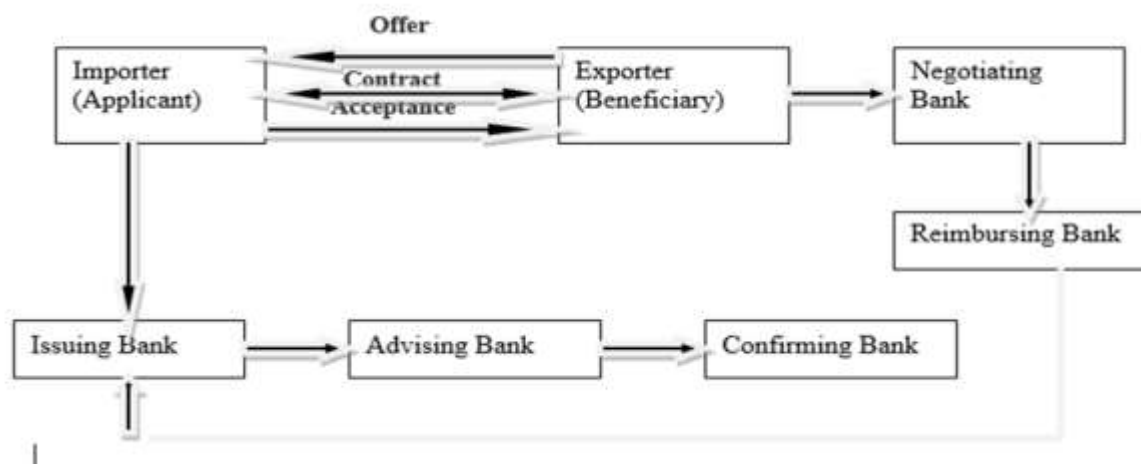 Offer
Importer
(Applicant)
Contract
Acceptance
Exporter
(Beneficiary)
Negotiating
Bank
Reimbursing Bank
Issuing Bank
Advising Bank
Confirming Bank